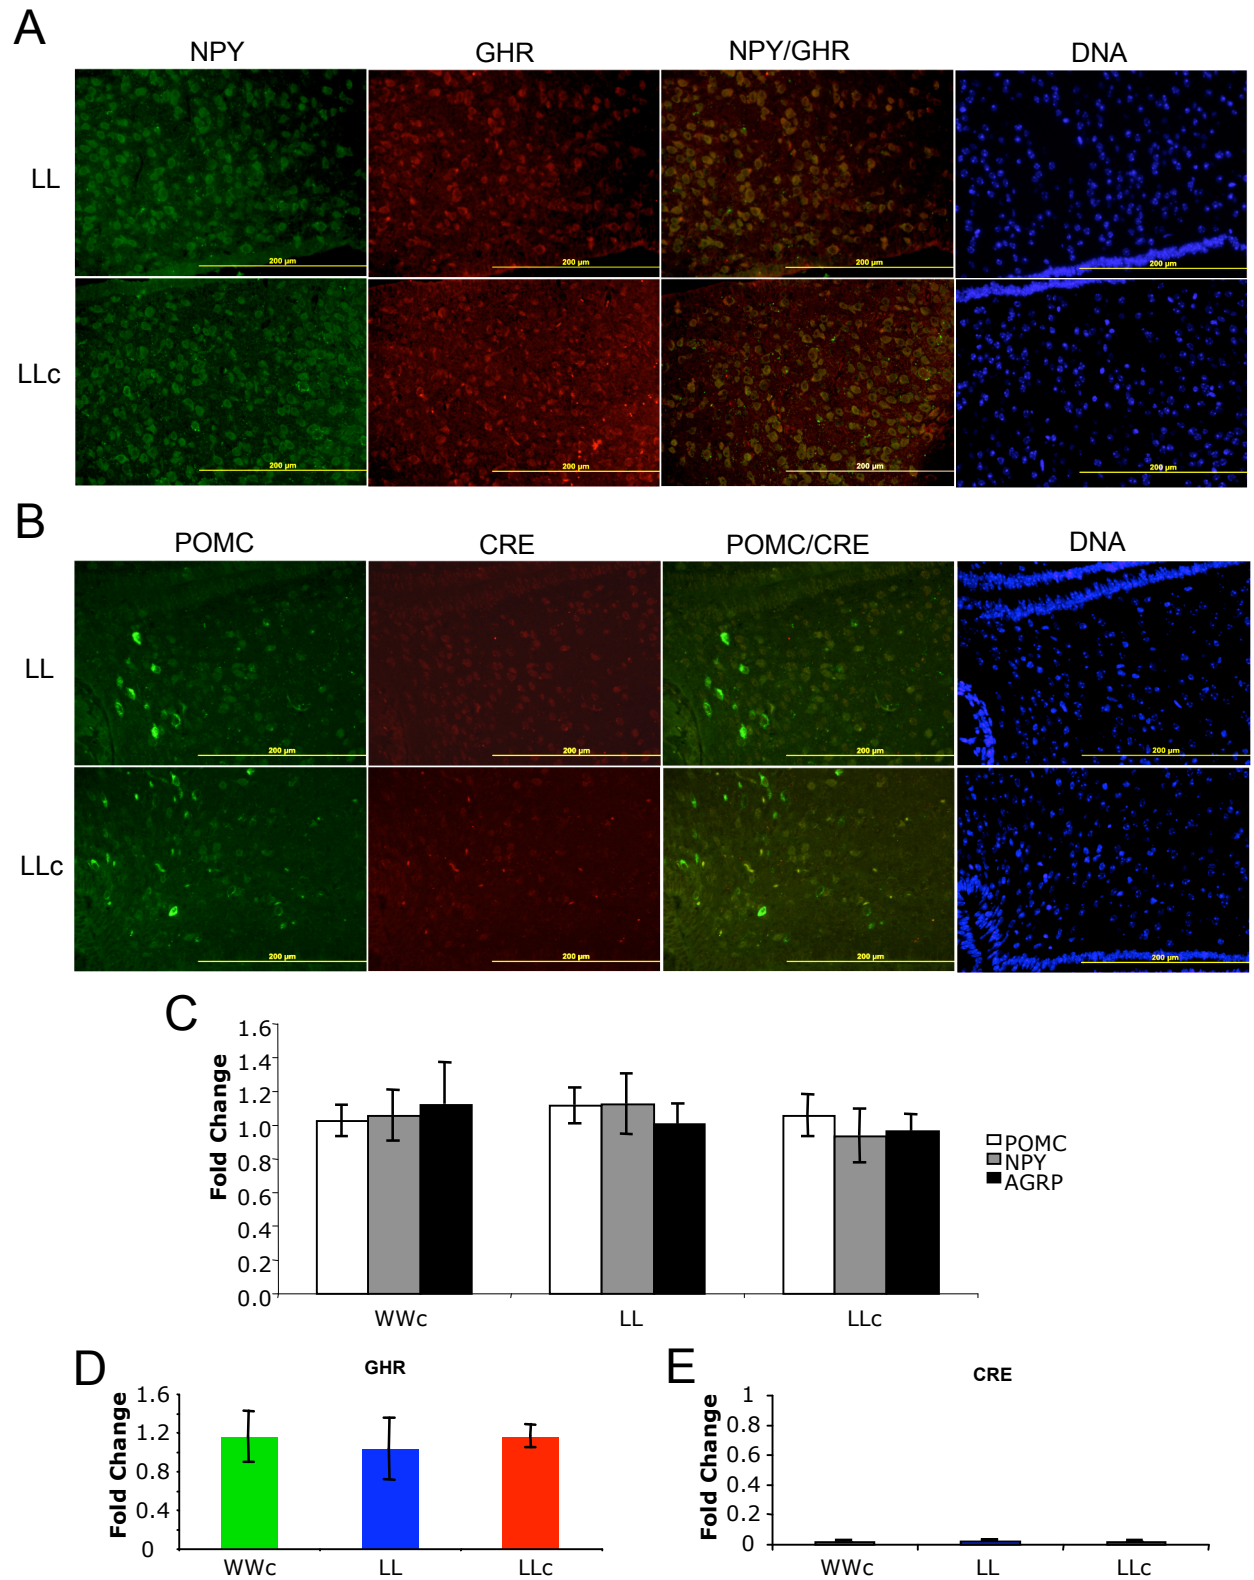 A
NPY GHR NPY/GHR DNA
LL
200 µm 200 µm 200 µm 200 µm
LLc
200 µm 200 µm 200 µm 200 µm
B
POMC CRE POMC/CRE DNA
LL
200 µm 200 µm 200 µm 200 µm
LLc
200 µm 200 µm 200 µm 200 µm
C
Fold Change
1.6
1.4
1.2
1.0
0.8
0.6
0.4
0.2
0.0
WWc LL LLc
POMC
NPY
AGRP
D
GHR
Fold Change
1.6
1.2
0.8
0.4
0
WWc LL LLc
E
CRE
Fold Change
1
0.8
0.6
0.4
0.2
0
WWc LL LLc